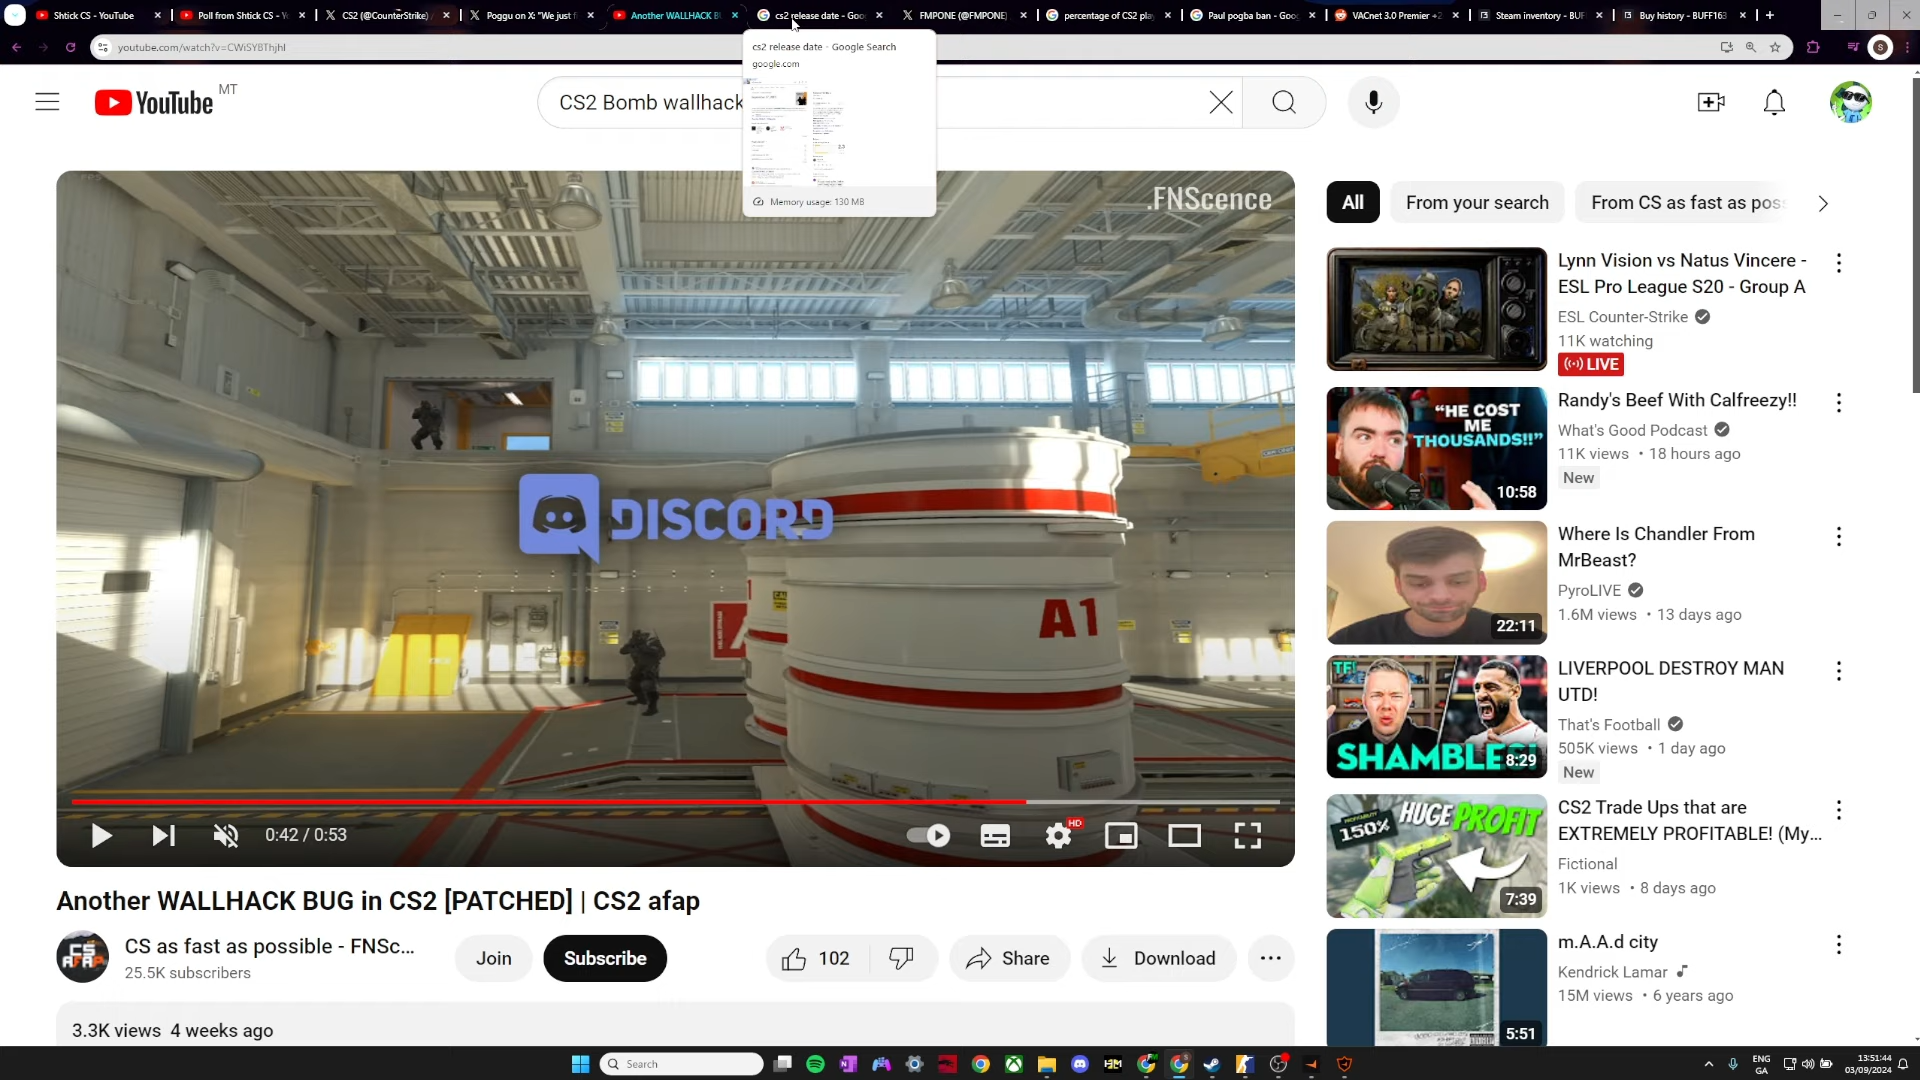 Shtick CS - YouTube
Poll from Shtick CS - Y
CS2 (@CounterStrike)
Poggu on X: "We just fi
Another WALLHACK B
cs2 release date - Goo
FMPONE (@FMPONE)
percentage of CS2 pla
Paul pogba ban - Goo
VACnet 3.0 Premier +2
Steam inventory - BUF
Buy history - BUFF163
youtube.com/watch?v=CWiSYBThjhI
S
cs2 release date - Google Search
google.com
Memory usage: 130 MB
YouTube MT
CS2 Bomb wallhack
.FNScence
DISCORD
A1
0:42 / 0:53
HD
Another WALLHACK BUG in CS2 [PATCHED] | CS2 afap
CS AFAP
CS as fast as possible - FNSc...
25.5K subscribers
Join
Subscribe
102
Share
Download
3.3K views 4 weeks ago
All
From your search
From CS as fast as poss
Lynn Vision vs Natus Vincere -
ESL Pro League S20 - Group A
ESL Counter-Strike
11K watching
LIVE
"HE COST
ME
THOUSANDS!!"
10:58
Randy's Beef With Calfreezy!!
What's Good Podcast
11K views • 18 hours ago
New
22:11
Where Is Chandler From
MrBeast?
PyroLIVE
1.6M views • 13 days ago
TF!
SHAMBLES!
8:29
LIVERPOOL DESTROY MAN
UTD!
That's Football
505K views • 1 day ago
New
150%
HUGE PROFIT
7:39
CS2 Trade Ups that are
EXTREMELY PROFITABLE! (My...
Fictional
1K views • 8 days ago
5:51
m.A.A.d city
Kendrick Lamar
15M views • 6 years ago
Search
ENG
GA
13:51:44
03/09/2024